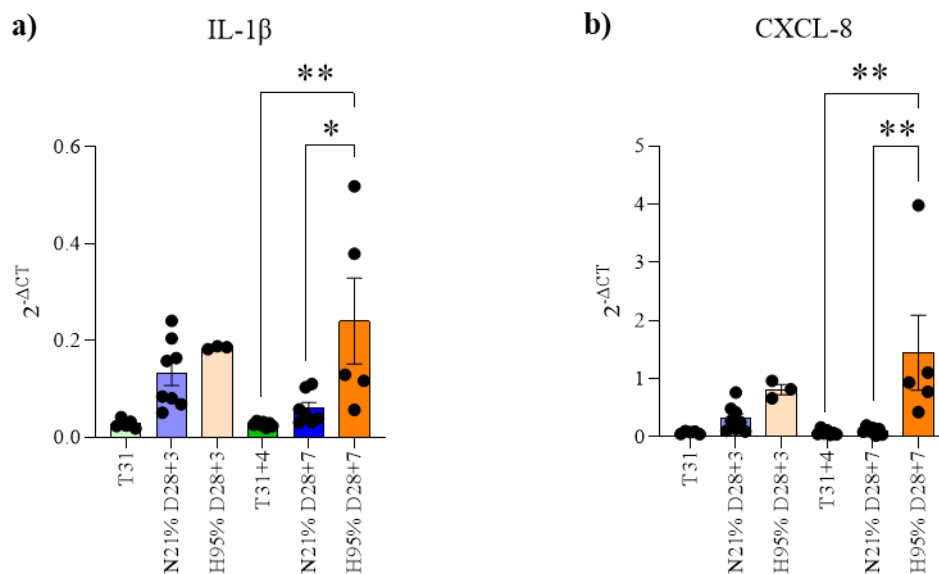 a) IL-1β
**
*
0.6
0.4
0.2
0.0
2^-ΔCT
T31
N21% D28+3
H95% D28+3
T31+4
N21% D28+7
H95% D28+7
b) CXCL-8
**
**
5
4
3
2
1
0
2^-ΔCT
T31
N21% D28+3
H95% D28+3
T31+4
N21% D28+7
H95% D28+7